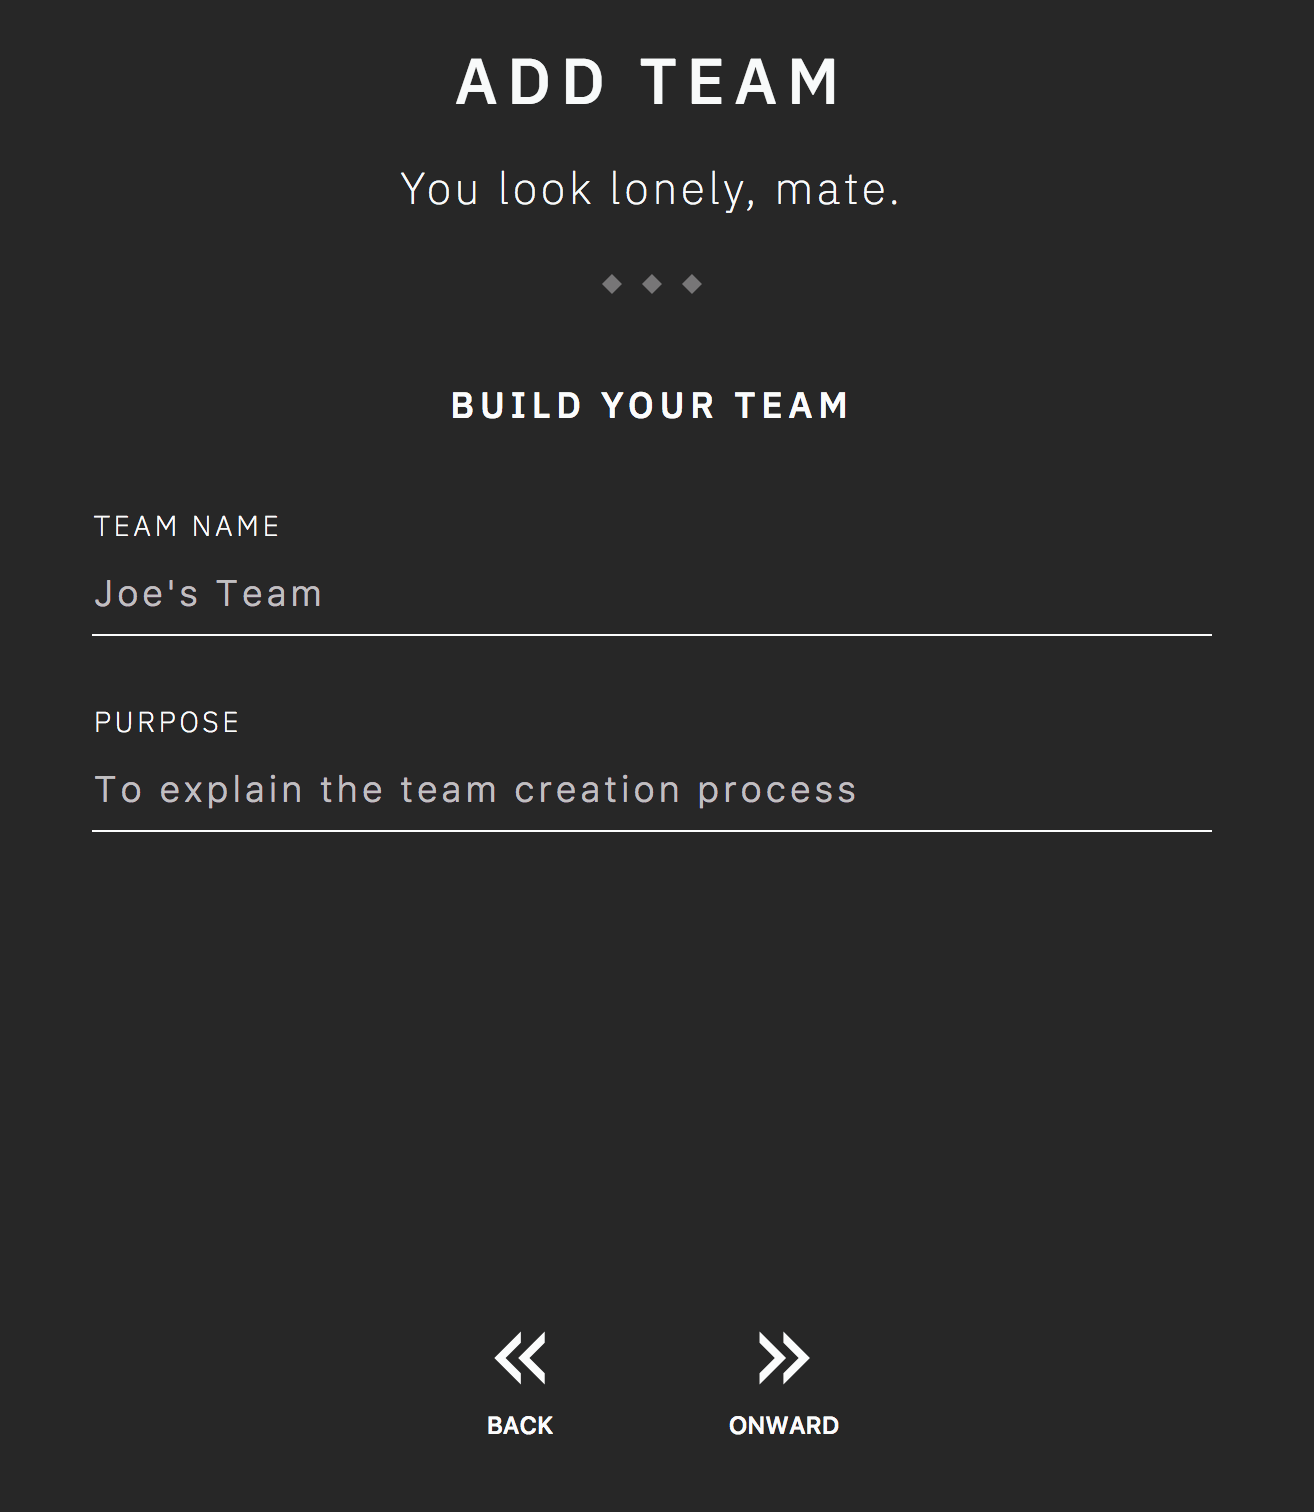 ADD TEAM
You look lonely, mate.
BUILD YOUR TEAM
TEAM NAME
Joe's Team
PURPOSE
To explain the team creation process
BACK
ONWARD